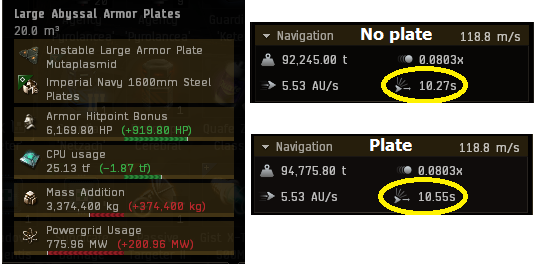 Large Abyssal Armor Plates
20.0 m³
Unstable Large Armor Plate
Mutaplasmid
Imperial Navy 1600mm Steel
Plates
Armor Hitpoint Bonus
6,169.80 HP (+919.80 HP)
CPU usage
25.13 tf (-1.87 tf)
Mass Addition
3,374,400 kg (+374,400 kg)
Powergrid Usage
775.96 MW (+200.96 MW)
Navigation No plate 118.8 m/s
92,245.00 t 0.0803x
5.53 AU/s 10.27s
Navigation Plate 118.8 m/s
94,775.80 t 0.0803x
5.53 AU/s 10.55s